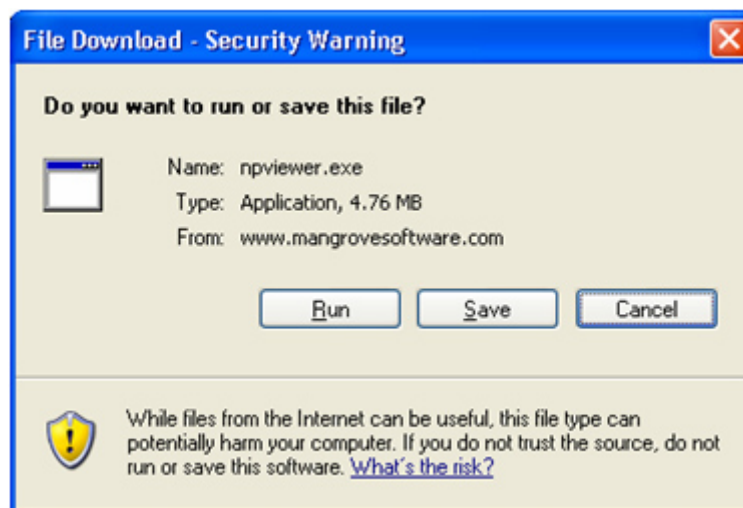 File Download - Security Warning
Do you want to run or save this file?
Name: npviewer.exe
Type: Application, 4.76 MB
From: www.mangrovesoftware.com
Run Save Cancel
While files from the Internet can be useful, this file type can
potentially harm your computer. If you do not trust the source, do not
run or save this software. What's the risk?